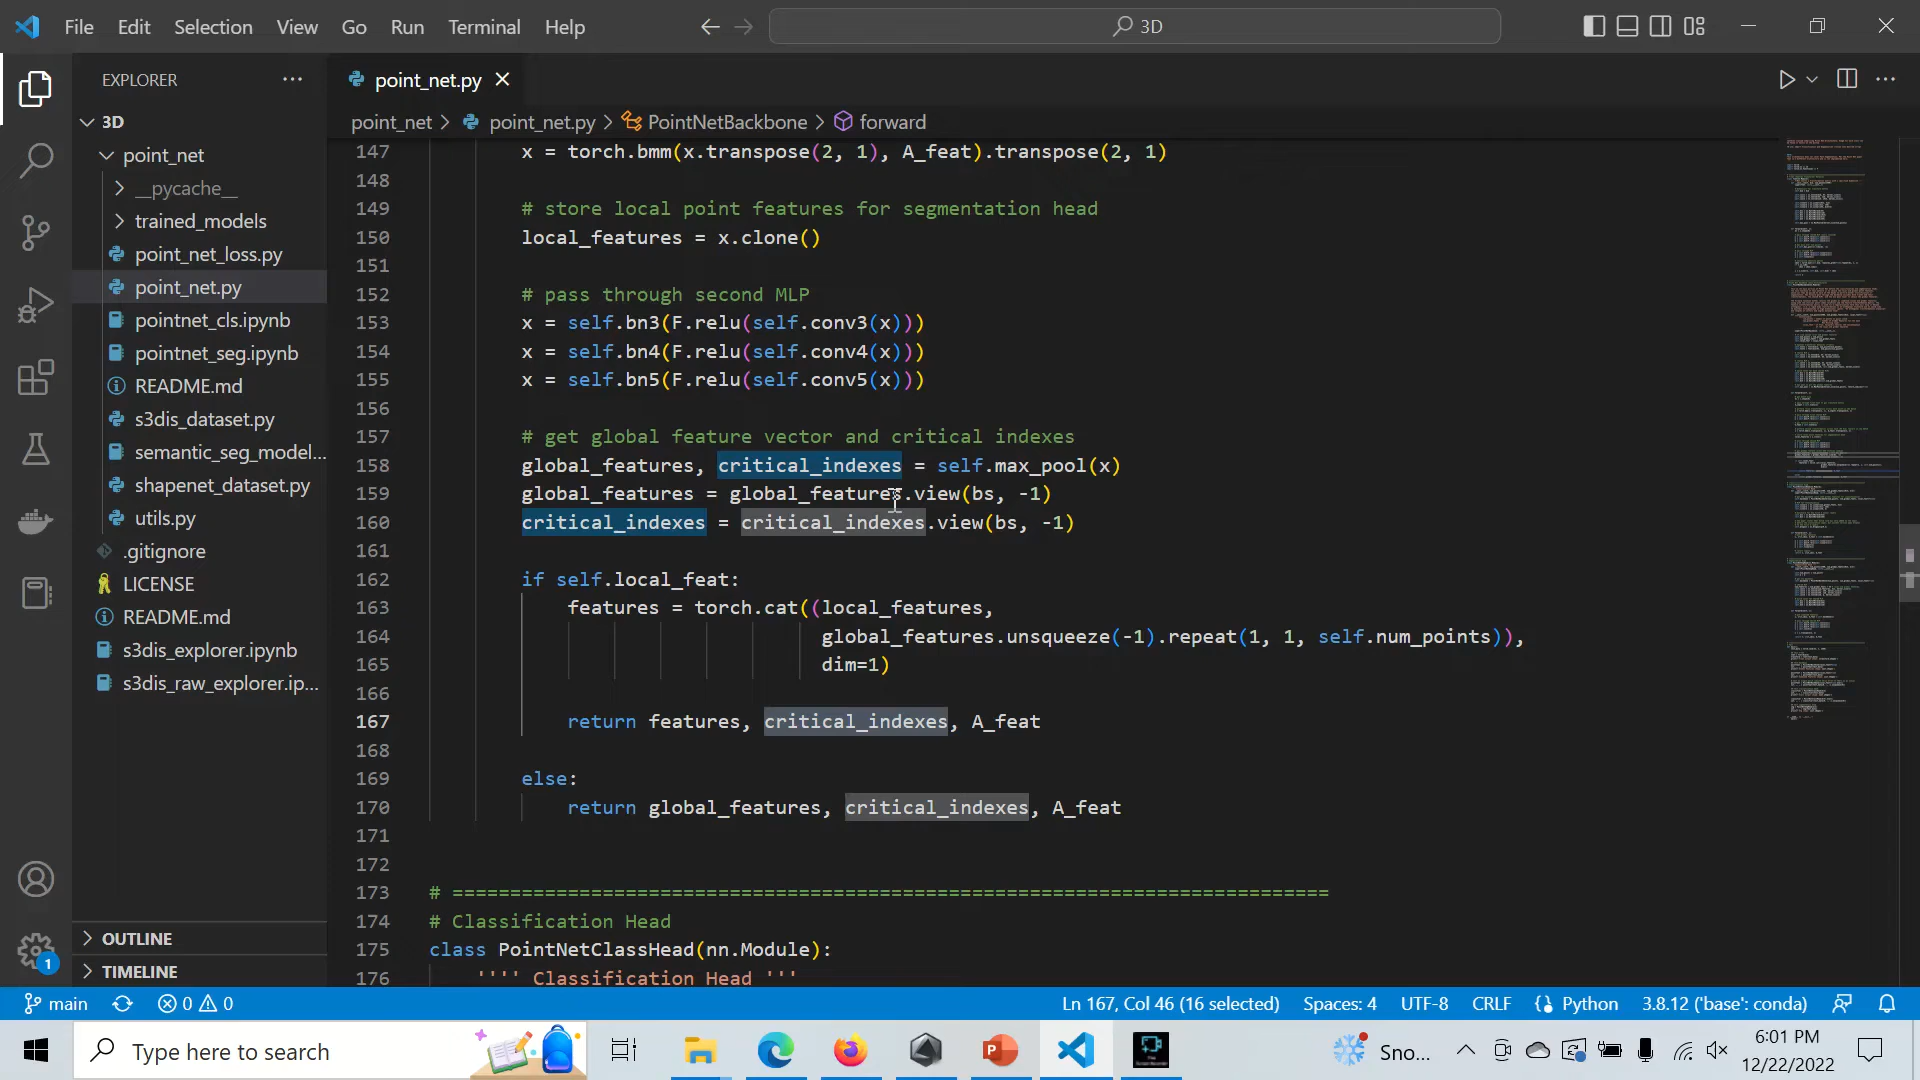 File Edit Selection View Go Run Terminal Help
3D
EXPLORER
point_net.py
3D
point_net
__pycache__
trained_models
point_net_loss.py
point_net.py
pointnet_cls.ipynb
pointnet_seg.ipynb
README.md
s3dis_dataset.py
semantic_seg_model...
shapenet_dataset.py
utils.py
.gitignore
LICENSE
README.md
s3dis_explorer.ipynb
s3dis_raw_explorer.ip...
OUTLINE
TIMELINE
1
point_net > point_net.py > PointNetBackbone > forward
147 x = torch.bmm(x.transpose(2, 1), A_feat).transpose(2, 1)
148
149 # store local point features for segmentation head
150 local_features = x.clone()
151
152 # pass through second MLP
153 x = self.bn3(F.relu(self.conv3(x)))
154 x = self.bn4(F.relu(self.conv4(x)))
155 x = self.bn5(F.relu(self.conv5(x)))
156
157 # get global feature vector and critical indexes
158 global_features, critical_indexes = self.max_pool(x)
159 global_features = global_features.view(bs, -1)
160 critical_indexes = critical_indexes.view(bs, -1)
161
162 if self.local_feat:
163 features = torch.cat((local_features,
164 global_features.unsqueeze(-1).repeat(1, 1, self.num_points)),
165 dim=1)
166
167 return features, critical_indexes, A_feat
168
169 else:
170 return global_features, critical_indexes, A_feat
171
172
173 # ============================================================================
174 # Classification Head
175 class PointNetClassHead(nn.Module):
176 '''' Classification Head '''
main 0 0 Ln 167, Col 46 (16 selected) Spaces: 4 UTF-8 CRLF Python 3.8.12 ('base': conda)
Type here to search
Sno...
6:01 PM
12/22/2022